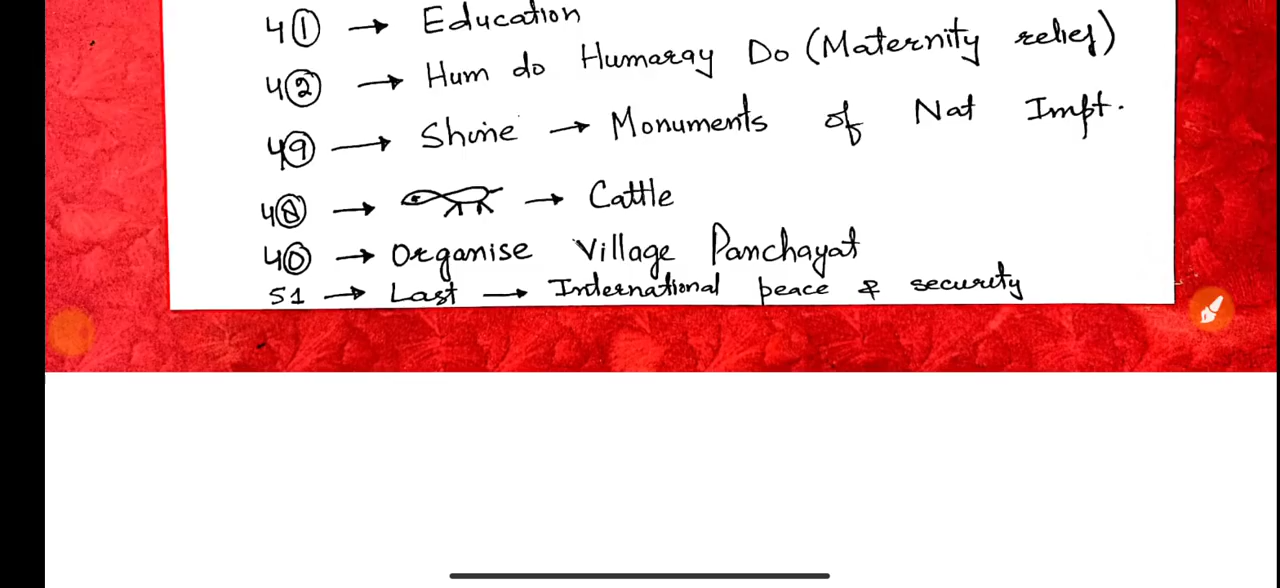 41 → Education
42 → Hum do Humaray Do (Maternity relief)
49 → Shine → Monuments of Nat Impt.
48 → → Cattle
40 → Organise Village Panchayat
51 → Last → International peace & security